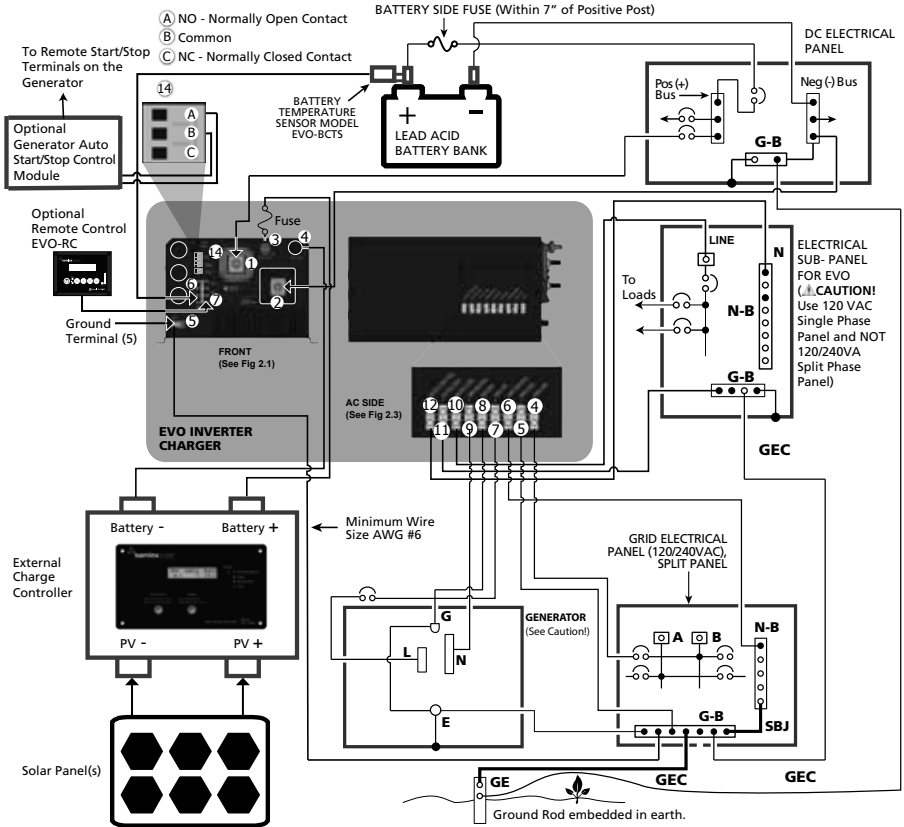 BATTERY SIDE FUSE (Within 7" of Positive Post)
A NO - Normally Open Contact
B Common
C NC - Normally Closed Contact
To Remote Start/Stop
Terminals on the
Generator
14
A
B
C
Optional
Generator Auto
Start/Stop Control
Module
BATTERY
TEMPERATURE
SENSOR MODEL
EVO-BCTS
+
-
LEAD ACID
BATTERY BANK
DC ELECTRICAL
PANEL
Pos (+)
Bus
Neg (-) Bus
G-B
Optional
Remote Control
EVO-RC
Fuse
3
4
14
1
6
2
7
5
Ground
Terminal (5)
FRONT
(See Fig 2.1)
LINE
N
To
Loads
N-B
G-B
ELECTRICAL
SUB- PANEL
FOR EVO
(⚠CAUTION!
Use 120 VAC
Single Phase
Panel and NOT
120/240VA
Split Phase
Panel)
GEC
AC SIDE
(See Fig 2.3)
12
10
8
6
4
11
9
7
5
EVO INVERTER
CHARGER
Battery -
Battery +
Minimum Wire
Size AWG #6
External
Charge
Controller
PV -
PV +
Solar Panel(s)
G
L
N
E
GENERATOR
(See Caution!)
GRID ELECTRICAL
PANEL (120/240VAC),
SPLIT PANEL
A
B
N-B
G-B
SBJ
GE
GEC
GEC
Ground Rod embedded in earth.